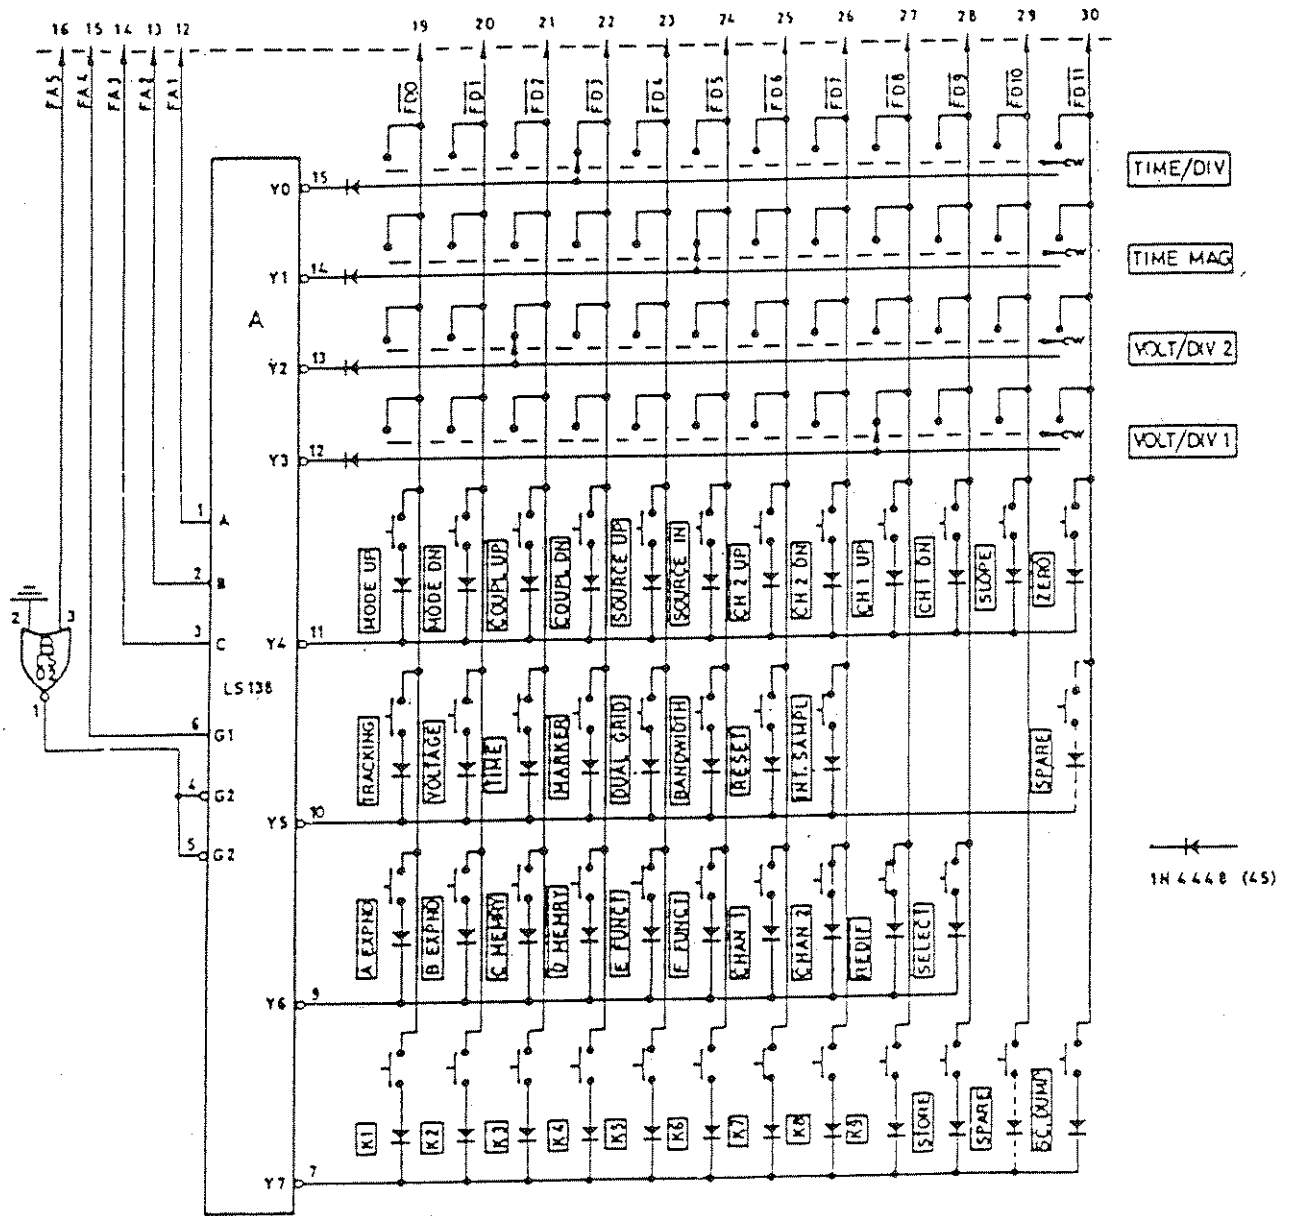 16 15 14 13 12 19 20 21 22 23 24 25 26 27 28 29 30
FA5 FA4 FA3 FA2 FA1 FD0 FD1 FD2 FD3 FD4 FD5 FD6 FD7 FD8 FD9 FD10 FD11
Y0 15 TIME/DIV
Y1 14 TIME MAG
A
Y2 13 VOLT/DIV 2
Y3 12 VOLT/DIV 1
1 A
2 B
MODE UP MODE DN COUPL UP COUPL DN SOURCE UP SOURCE IN CH 2 UP CH 2 DN CH 1 UP CH 1 DN SLOPE ZERO
2 3
02
1
3 C
Y4 11
LS138
6 G1
TRACKING VOLTAGE TIME MARKER DUAL GRID BANDWIDTH RESET INT.SAMPL SPARE
4 G2
Y5 10
5 G2
1N4448 (45)
A EXPND B EXPND C MEMRY D MEMRY E FUNCT F FUNCT CHAN 1 CHAN 2 REDIF SELECT
Y6 9
K1 K2 K3 K4 K5 K6 K7 K8 K9 STORE SPARE
Y7 7